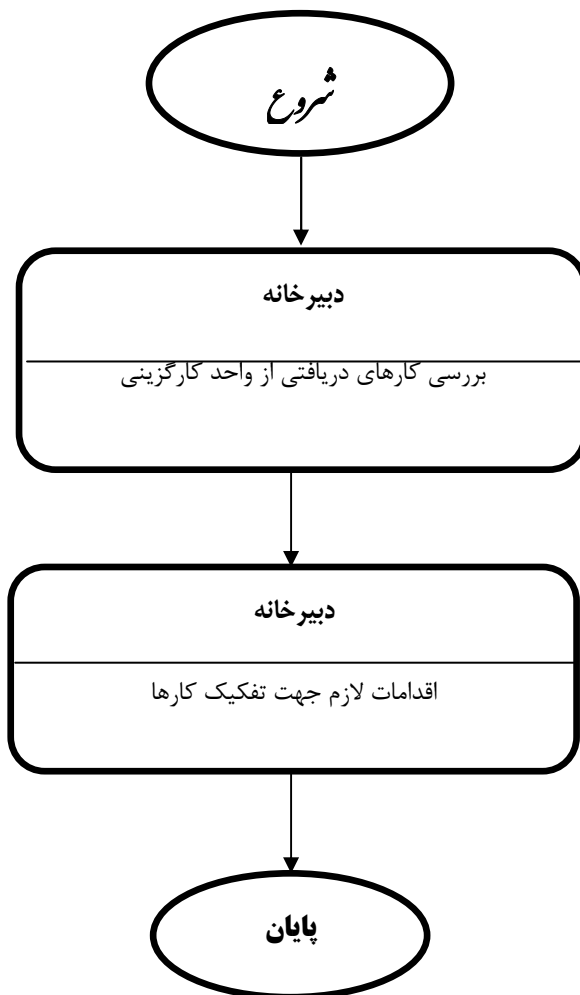 شروع
دبیرخانه
بررسی کارهای دریافتی از واحد کارگزینی
دبیرخانه
اقدامات لازم جهت تفکیک کارها
پایان